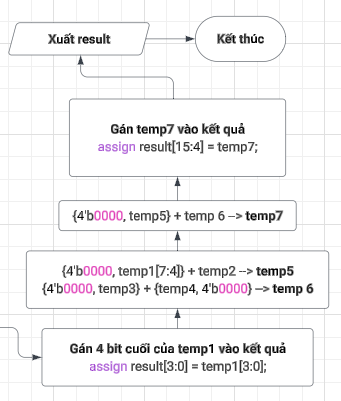 Xuất result
Kết thúc
Gán temp7 vào kết quả
assign result[15:4] = temp7;
{4'b0000, temp5} + temp 6 --> temp7
{4'b0000, temp1[7:4]} + temp2 --> temp5
{4'b0000, temp3} + {temp4, 4'b0000} --> temp 6
Gán 4 bit cuối của temp1 vào kết quả
assign result[3:0] = temp1[3:0];